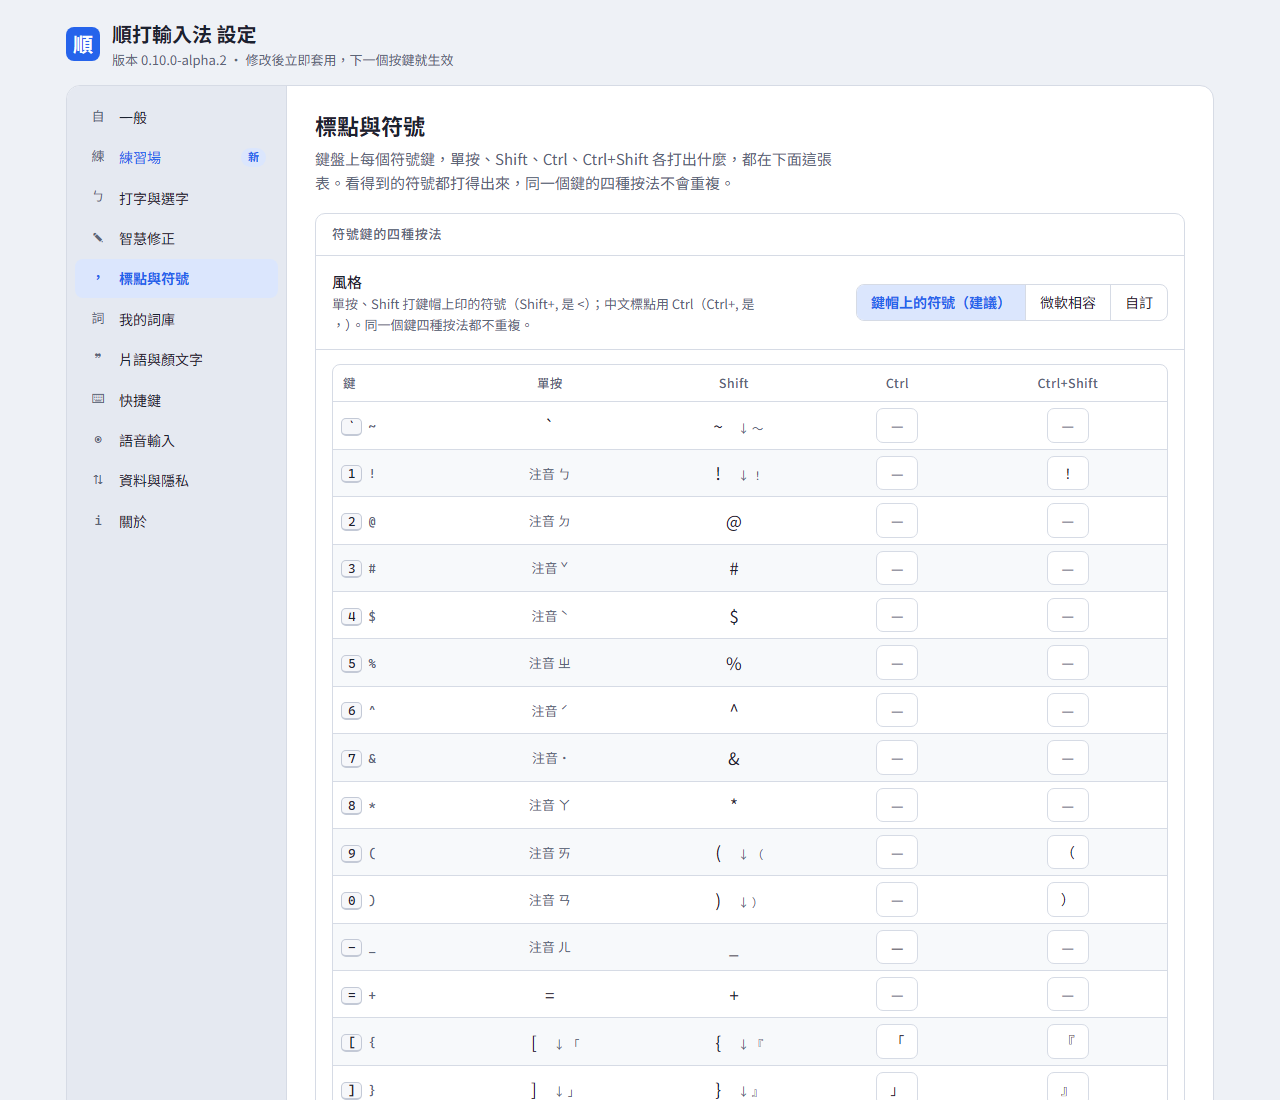 順 順打輸入法 設定
版本 0.10.0-alpha.2 · 修改後立即套用，下一個按鍵就生效
自 一般
練 練習場 新
ㄅ 打字與選字
✎ 智慧修正
， 標點與符號
詞 我的詞庫
” 片語與顏文字
⌨ 快捷鍵
語音輸入
⇅ 資料與隱私
i 關於
標點與符號
鍵盤上每個符號鍵，單按、Shift、Ctrl、Ctrl+Shift 各打出什麼，都在下面這張
表。看得到的符號都打得出來，同一個鍵的四種按法不會重複。
符號鍵的四種按法
風格
單按、Shift 打鍵帽上印的符號（Shift+, 是 <）；中文標點用 Ctrl（Ctrl+, 是
，）。同一個鍵四種按法都不重複。
鍵帽上的符號（建議） 微軟相容 自訂
鍵 單按 Shift Ctrl Ctrl+Shift
` ~ ` ~ ↓ ～ — —
1 ! 注音 ㄅ ! ↓ ！ — ！
2 @ 注音 ㄉ @ — —
3 # 注音 ˇ # — —
4 $ 注音 ˋ $ — —
5 % 注音 ㄓ % — —
6 ^ 注音 ˊ ^ — —
7 & 注音 ˙ & — —
8 * 注音 ㄚ * — —
9 ( 注音 ㄞ ( ↓ （ — （
0 ) 注音 ㄢ ) ↓ ） — ）
- _ 注音 ㄦ _ — —
= + = + — —
[ { [ ↓ 「 { ↓ 『 「 『
] } ] ↓ 」 } ↓ 』 」 』